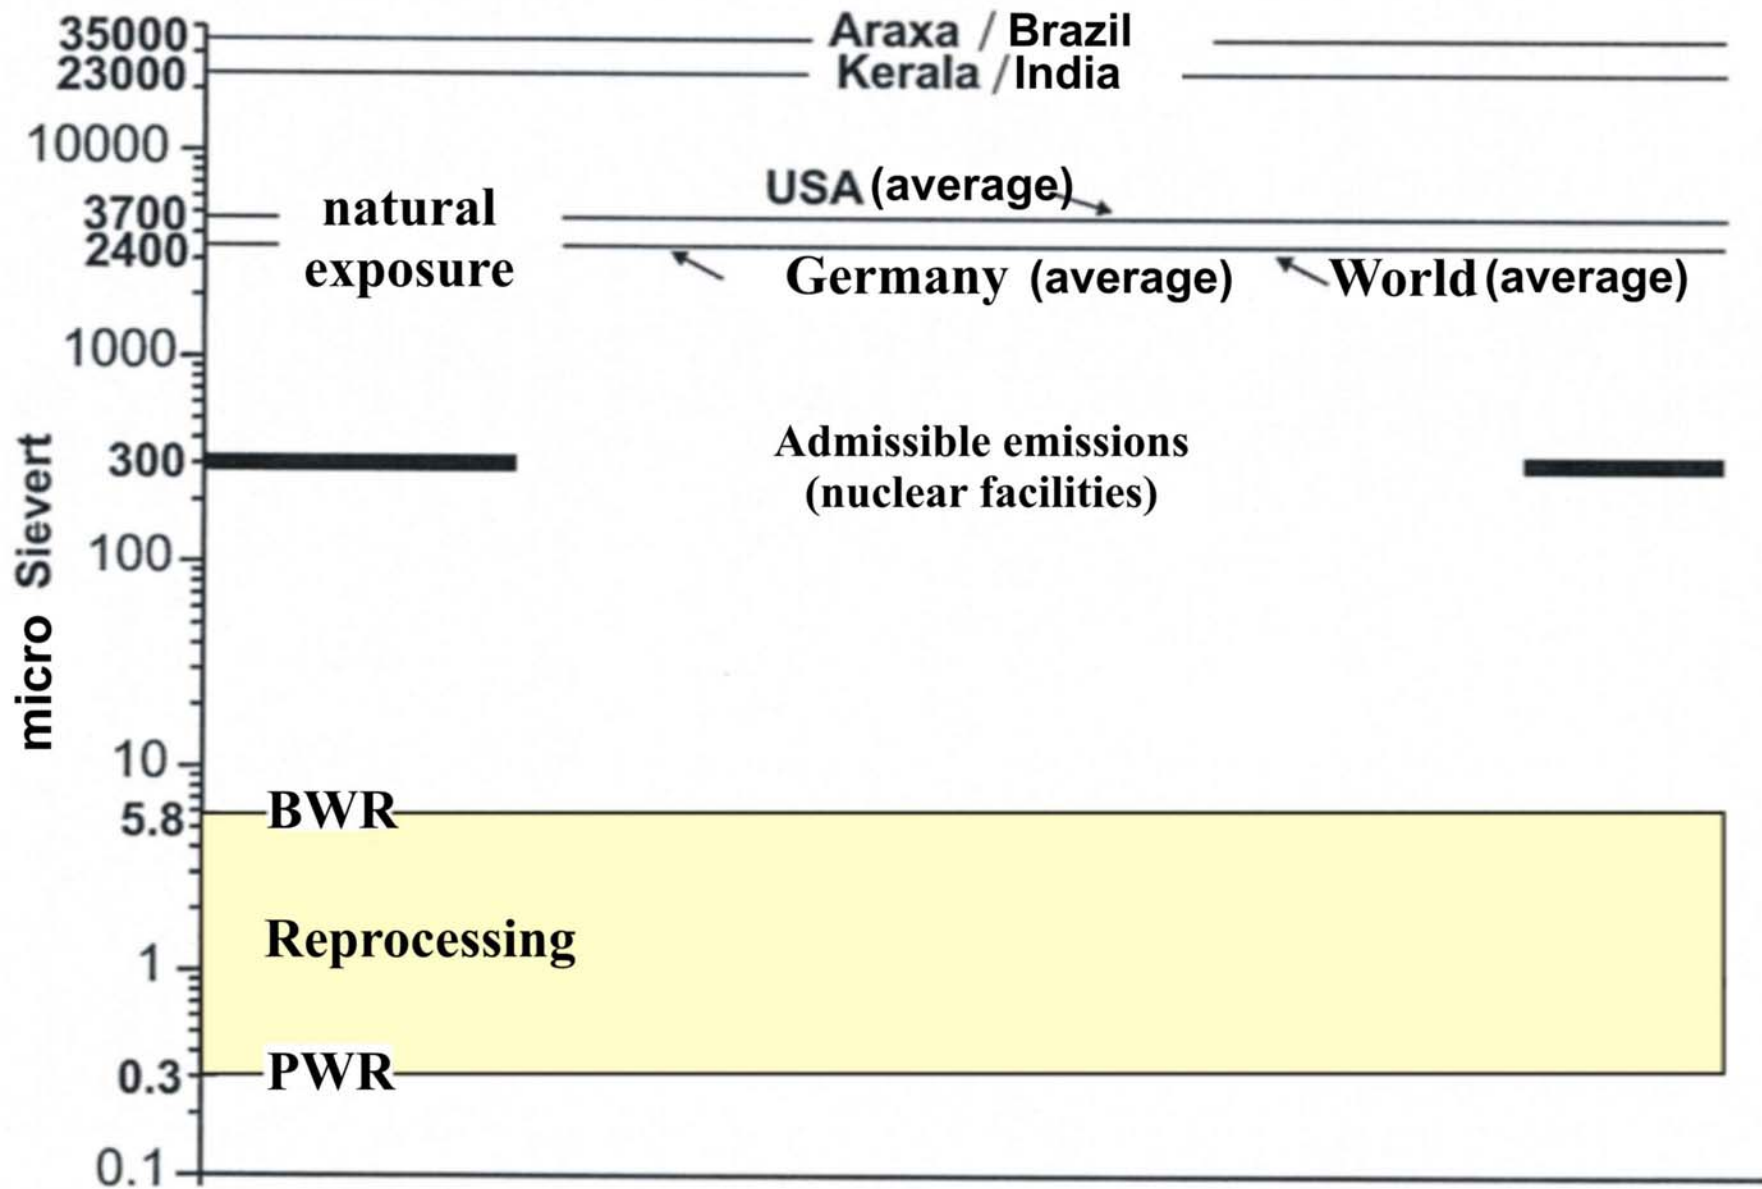 35000 Araxa / Brazil
23000 Kerala / India
10000
USA (average)
3700 natural
2400 exposure
Germany (average) World (average)
1000
Admissible emissions
300
(nuclear facilities)
100
micro Sievert
10
5.8 BWR
Reprocessing
1
0.3 PWR
0.1